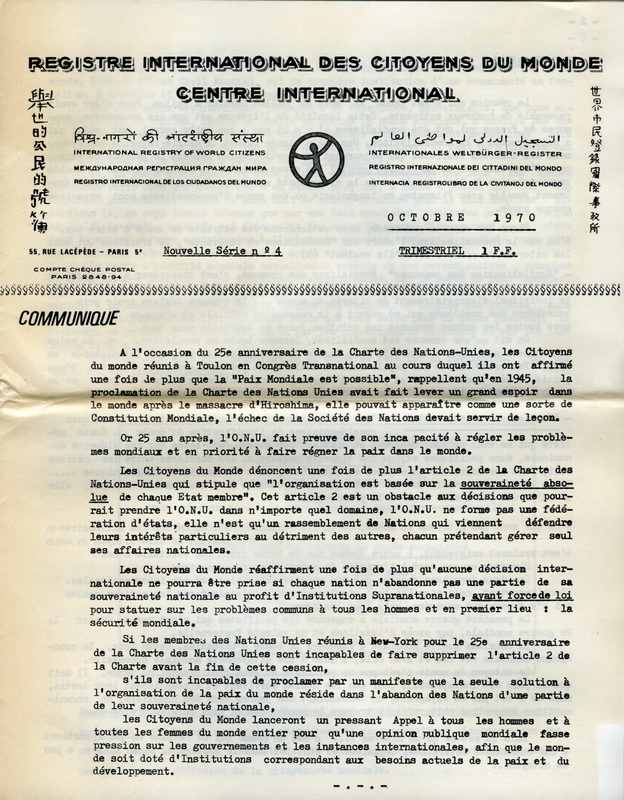 REGISTRE INTERNATIONAL DES CITOYENS DU MONDE
CENTRE INTERNATIONAL
विश्व-नागरों की आंतर्राष्ट्रीय संस्था
INTERNATIONAL REGISTRY OF WORLD CITIZENS
МЕЖДУНАРОДНАЯ РЕГИСТРАЦИЯ ГРАЖДАН МИРА
REGISTRO INTERNACIONAL DE LOS CIUDADANOS DEL MUNDO
التسجيل الدولي لمواطني العالم
INTERNATIONALES WELTBÜRGER-REGISTER
REGISTRO INTERNAZIONALE DEI CITTADINI DEL MONDO
INTERNACIA REGISTROLIBRO DE LA CIVITANOJ DEL MONDO
世界市民登錄國際事務所
OCTOBRE 1970
55, RUE LACÉPÈDE - PARIS 5e
Nouvelle Série n º 4
TRIMESTRIEL 1 F.F.
COMPTE CHÈQUE POSTAL
PARIS 2848-94
COMMUNIQUE
A l'occasion du 25e anniversaire de la Charte des Nations-Unies, les Citoyens
du monde réunis à Toulon en Congrès Transnational au cours duquel ils ont affirmé
une fois de plus que la "Paix Mondiale est possible", rappellent qu'en 1945, la
proclamation de la Charte des Nations Unies avait fait lever un grand espoir dans
le monde après le massacre d'Hiroshima, elle pouvait apparaître comme une sorte de
Constitution Mondiale, l'échec de la Société des Nations devait servir de leçon.
Or 25 ans après, l'O.N.U. fait preuve de son inca pacité à régler les problè-
mes mondiaux et en priorité à faire régner la paix dans le monde.
Les Citoyens du Monde dénoncent une fois de plus l'article 2 de la Charte des
Nations-Unies qui stipule que "l'organisation est basée sur la souveraineté abso-
lue de chaque Etat membre". Cet article 2 est un obstacle aux décisions que pour-
rait prendre l'O.N.U. dans n'importe quel domaine, l'O.N.U. ne forme pas une fédé-
ration d'états, elle n'est qu'un rassemblement de Nations qui viennent défendre
leurs intérêts particuliers au détriment des autres, chacun prétendant gérer seul
ses affaires nationales.
Les Citoyens du Monde réaffirment une fois de plus qu'aucune décision inter-
nationale ne pourra être prise si chaque nation n'abandonne pas une partie de sa
souveraineté nationale au profit d'Institutions Supranationales, ayant force de loi
pour statuer sur les problèmes communs à tous les hommes et en premier lieu : la
sécurité mondiale.
Si les membres des Nations Unies réunis à New-York pour le 25e anniversaire
de la Charte des Nations Unies sont incapables de faire supprimer l'article 2 de
la Charte avant la fin de cette cession,
s'ils sont incapables de proclamer par un manifeste que la seule solution à
l'organisation de la paix du monde réside dans l'abandon des Nations d'une partie
de leur souveraineté nationale,
les Citoyens du Monde lanceront un pressant Appel à tous les hommes et à
toutes les femmes du monde entier pour qu'une opinion publique mondiale fasse
pression sur les gouvernements et les instances internationales, afin que le mon-
de soit doté d'Institutions correspondant aux besoins actuels de la paix et du
développement.
-.-.-